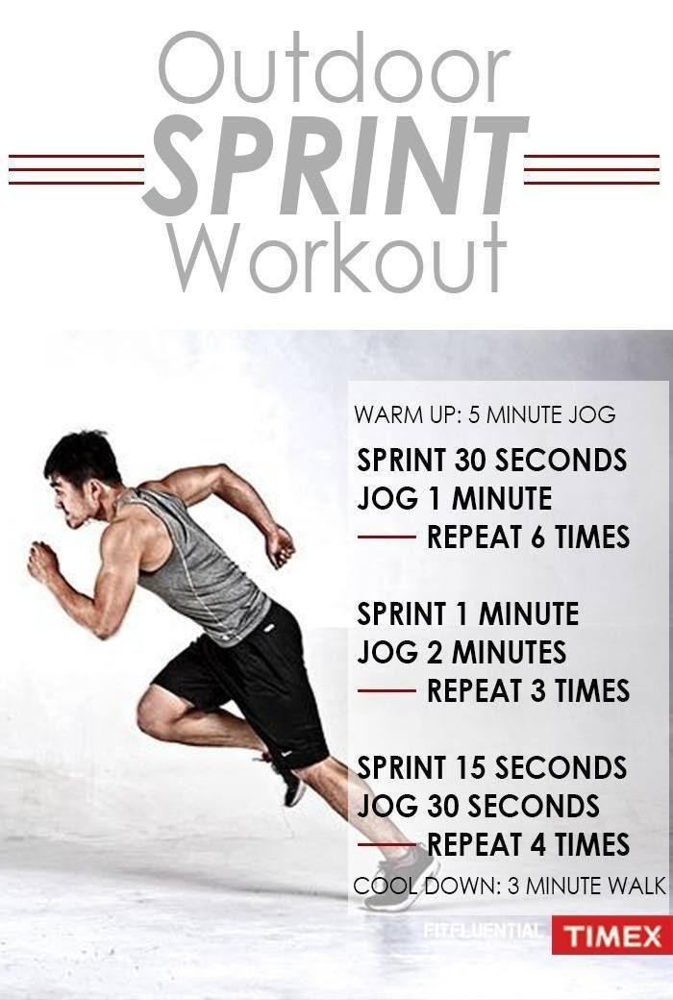 Outdoor
SPRINT
Workout
WARM UP: 5 MINUTE JOG
SPRINT 30 SECONDS
JOG 1 MINUTE
REPEAT 6 TIMES
SPRINT 1 MINUTE
JOG 2 MINUTES
REPEAT 3 TIMES
SPRINT 15 SECONDS
JOG 30 SECONDS
REPEAT 4 TIMES
COOL DOWN: 3 MINUTE WALK
FITFLUENTIAL TIMEX